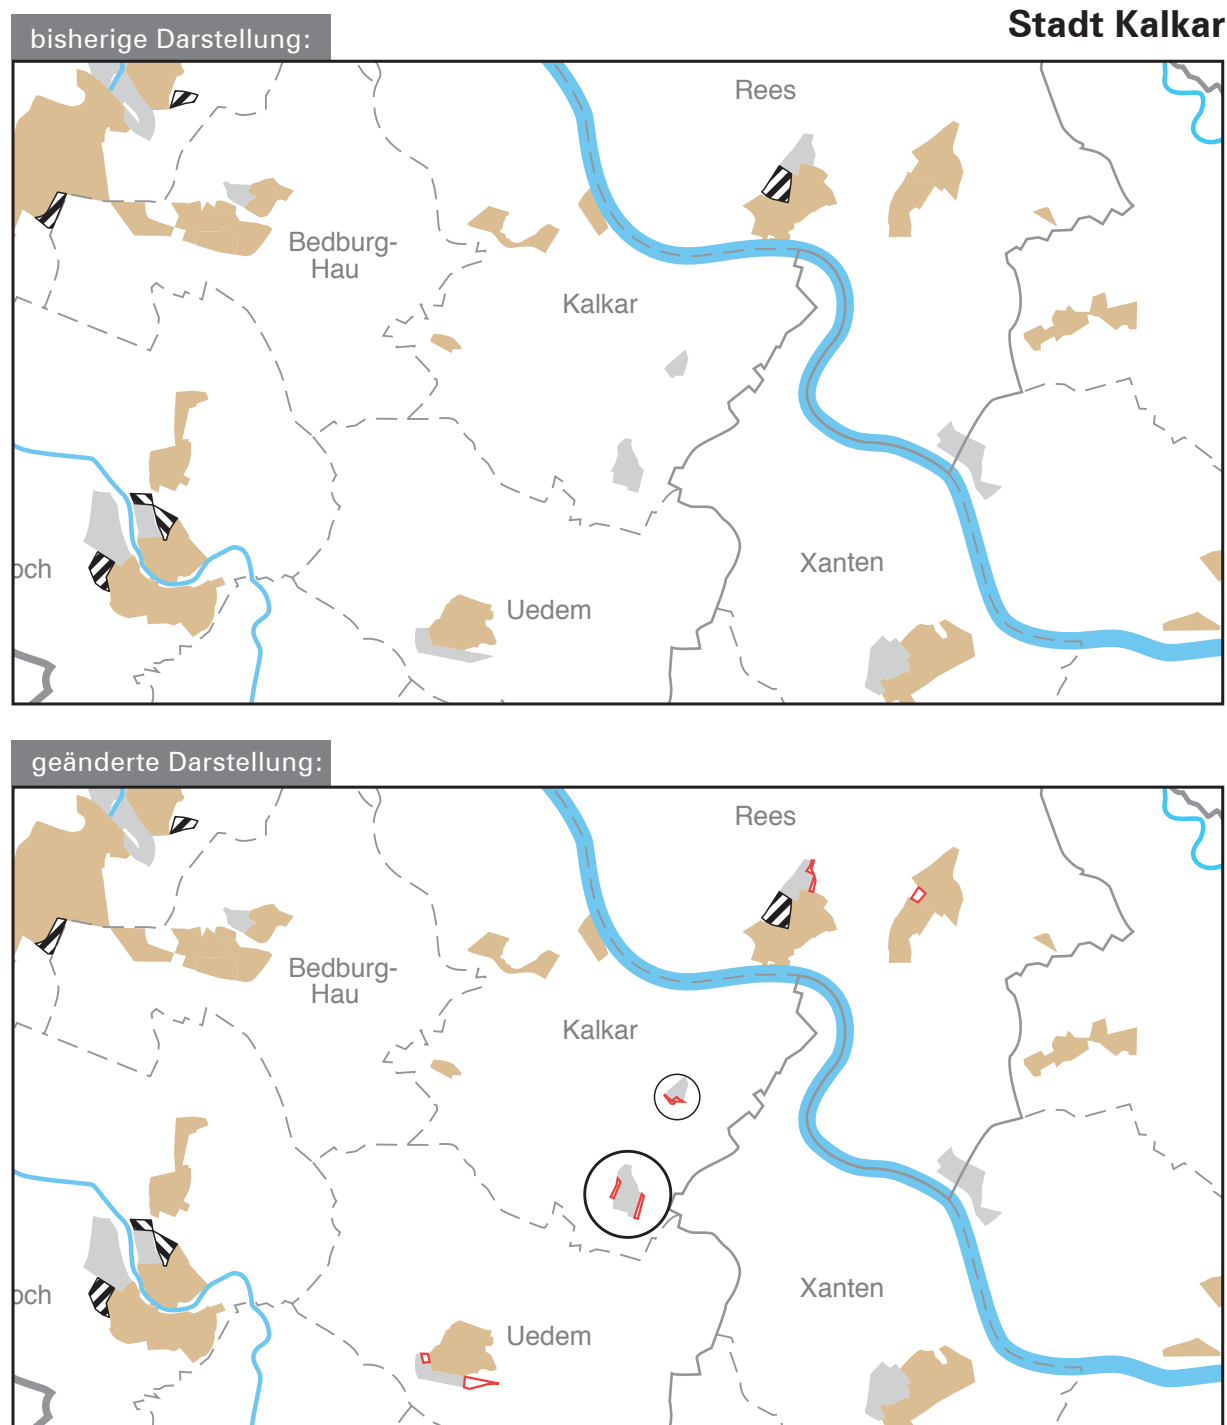 Stadt Kalkar
bisherige Darstellung:
Rees
Bedburg-
Hau
Kalkar
Xanten
och
Uedem
geänderte Darstellung:
Rees
Bedburg-
Hau
Kalkar
Xanten
och
Uedem